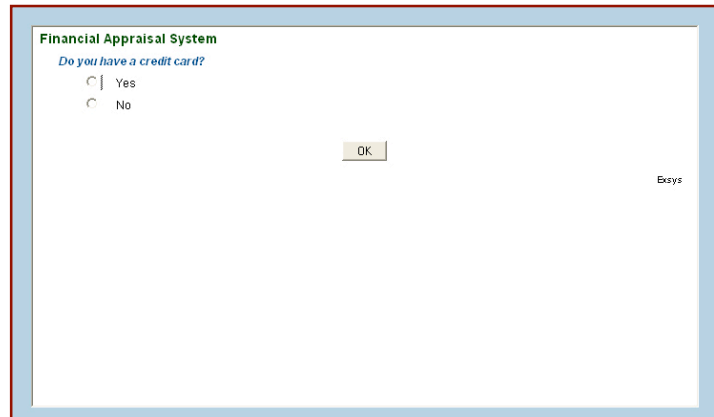 Financial Appraisal System
Do you have a credit card?
Yes
No
OK
Exsys